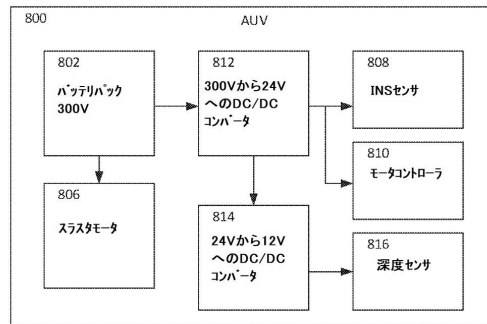 800
AUV
802
バッテリパック
300V
812
300Vから24V
へのDC/DC
コンバータ
808
INSセンサ
810
モータコントローラ
806
スラスタモータ
814
24Vから12V
へのDC/DC
コンバータ
816
深度センサ